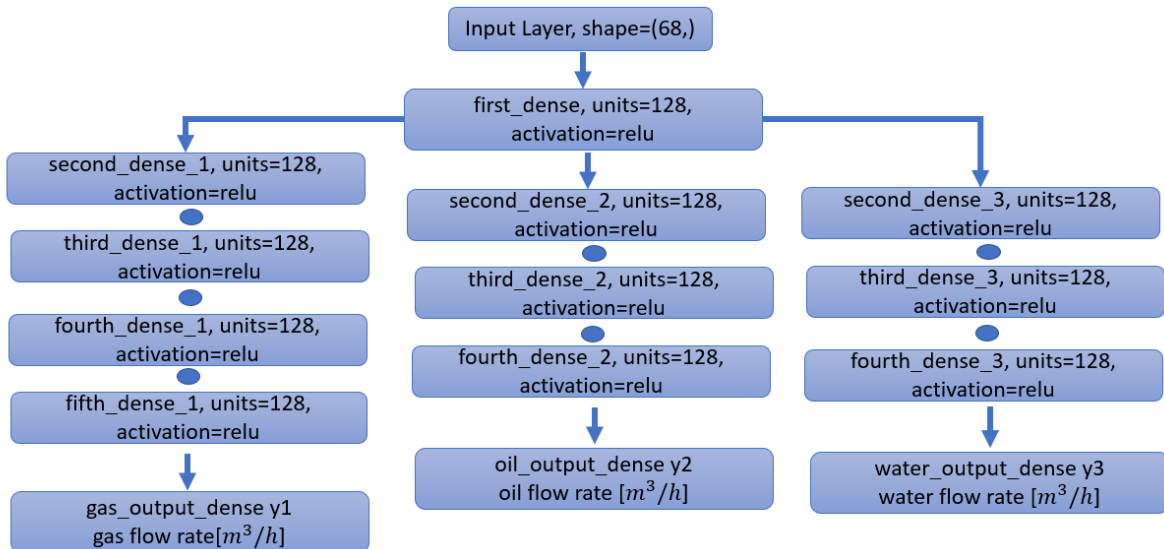 Input Layer, shape=(68,)
first_dense, units=128,
activation=relu
second_dense_1, units=128,
activation=relu
third_dense_1, units=128,
activation=relu
fourth_dense_1, units=128,
activation=relu
fifth_dense_1, units=128,
activation=relu
gas_output_dense y1
gas flow rate[m³/h]
second_dense_2, units=128,
activation=relu
third_dense_2, units=128,
activation=relu
fourth_dense_2, units=128,
activation=relu
oil_output_dense y2
oil flow rate [m³/h]
second_dense_3, units=128,
activation=relu
third_dense_3, units=128,
activation=relu
fourth_dense_3, units=128,
activation=relu
water_output_dense y3
water flow rate [m³/h]